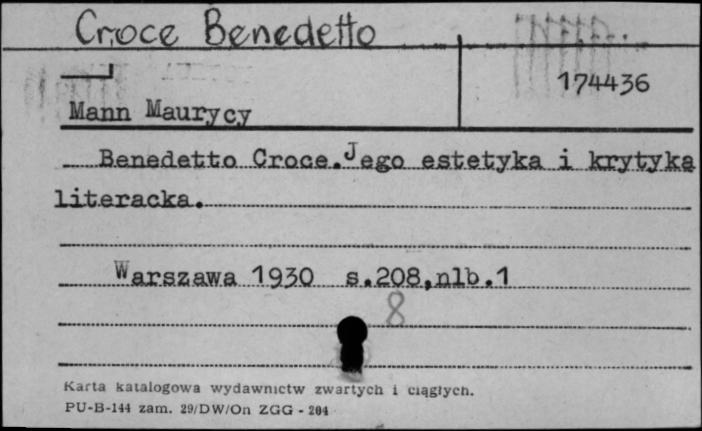 Croce Benedetto
174436
Mann Maurycy
Benedetto Croce.Jego estetyka i krytyka
literacka.
Warszawa 1930 s.208,nlb.1
8
Karta katalogowa wydawnictw zwartych i ciągłych.
PU-B-144 zam. 29/DW/On ZGG - 204